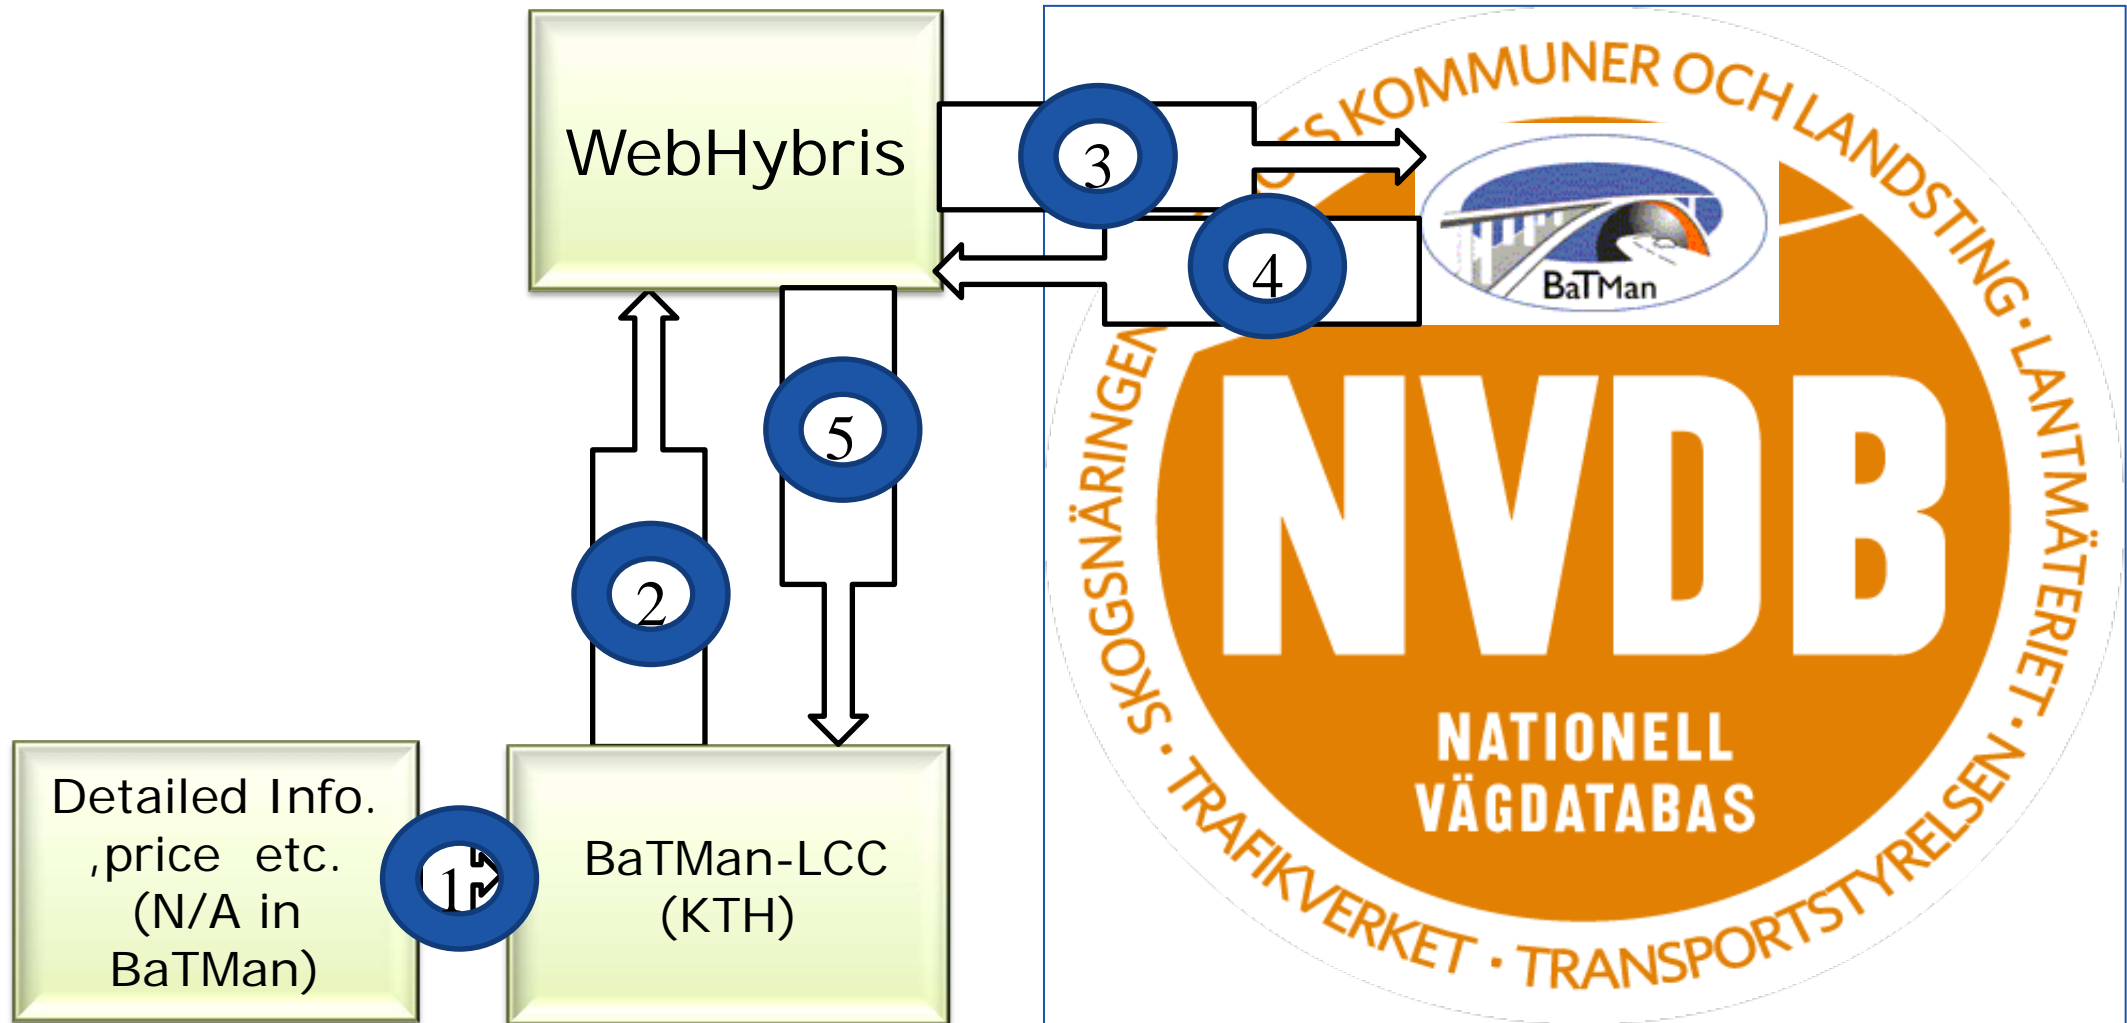 WebHybris
3
4
5
2
1
Detailed Info.
,price etc.
(N/A in
BaTMan)
BaTMan-LCC
(KTH)
BaTMan
KOMMUNER OCH LANDSTING · LANTMÄTERIET · TRANSPORTSTYRELSEN · TRAFIKVERKET · SKOGSNÄRINGEN
NVDB
NATIONELL
VÄGDATABAS